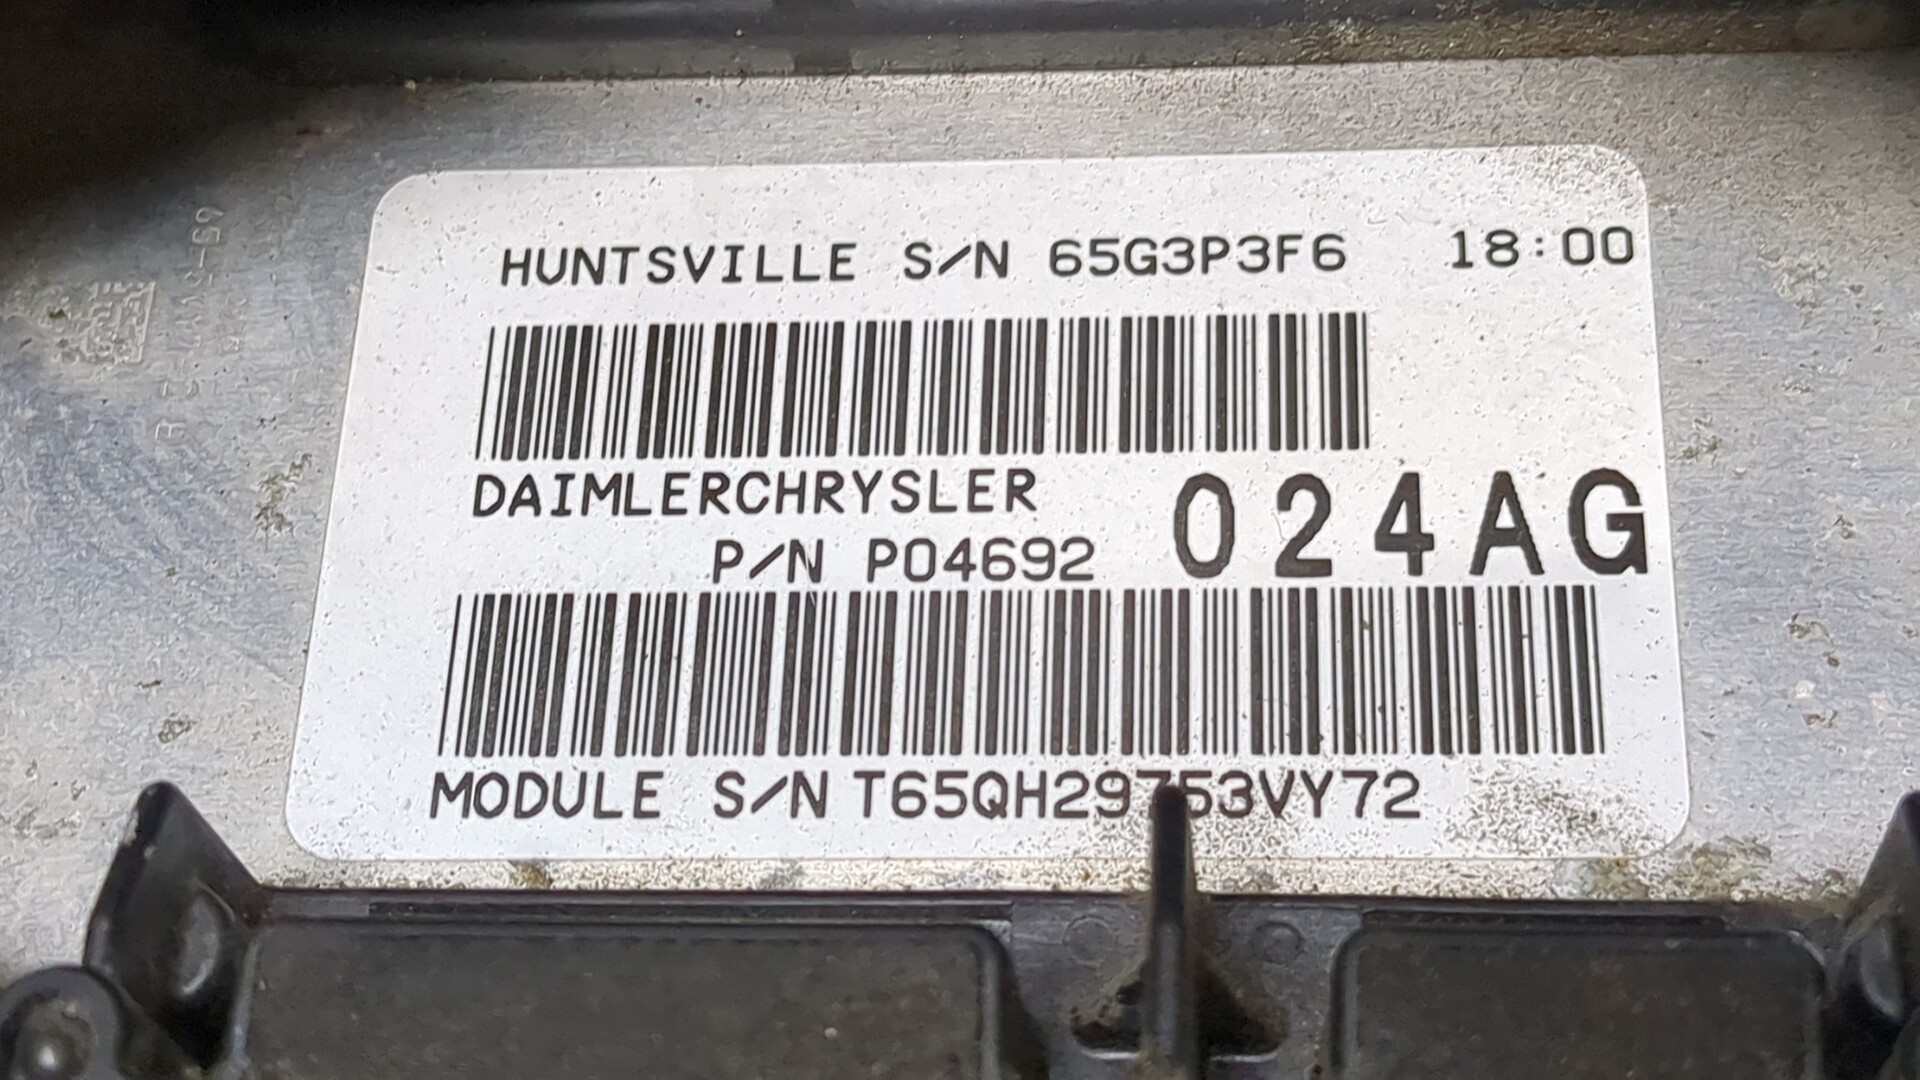 HUNTSVILLE S/N 65G3P3F6 18:00
DAIMLERCHRYSLER
P/N P04692 024AG
MODULE S/N T65QH29753VY72